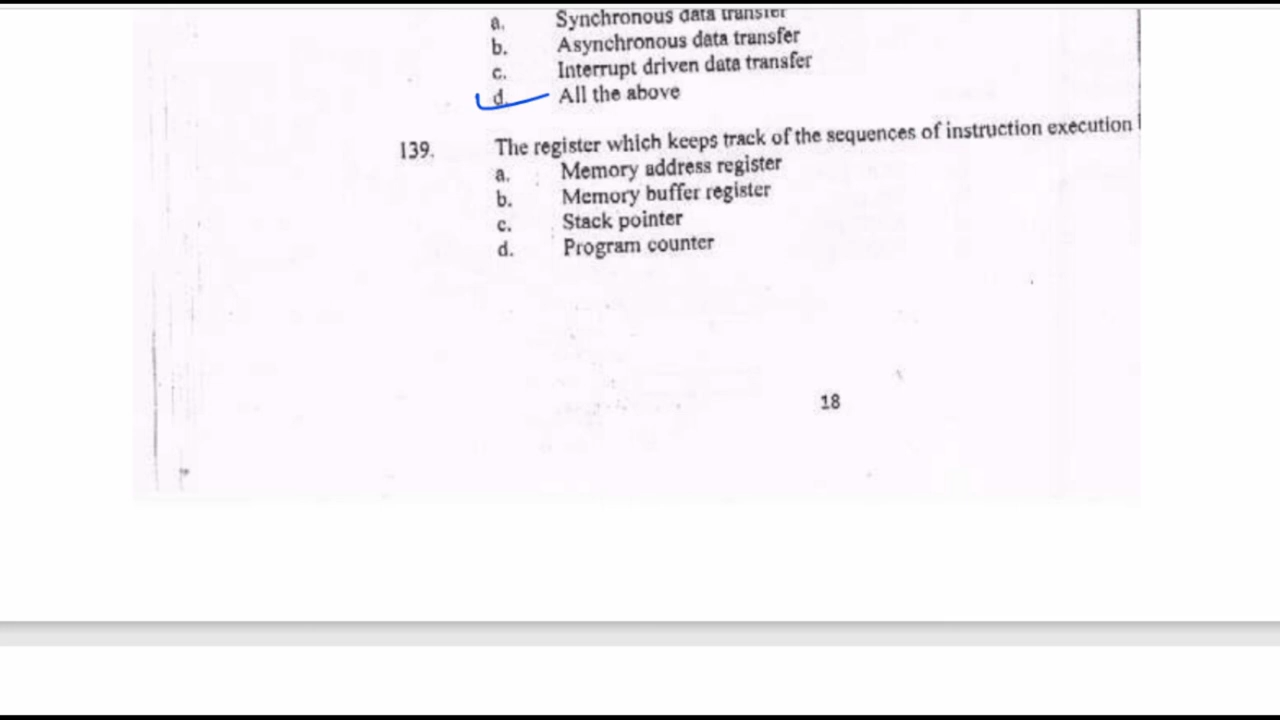 a. Synchronous data transfer
b. Asynchronous data transfer
c. Interrupt driven data transfer
d. All the above
139. The register which keeps track of the sequences of instruction execution
a. Memory address register
b. Memory buffer register
c. Stack pointer
d. Program counter
18